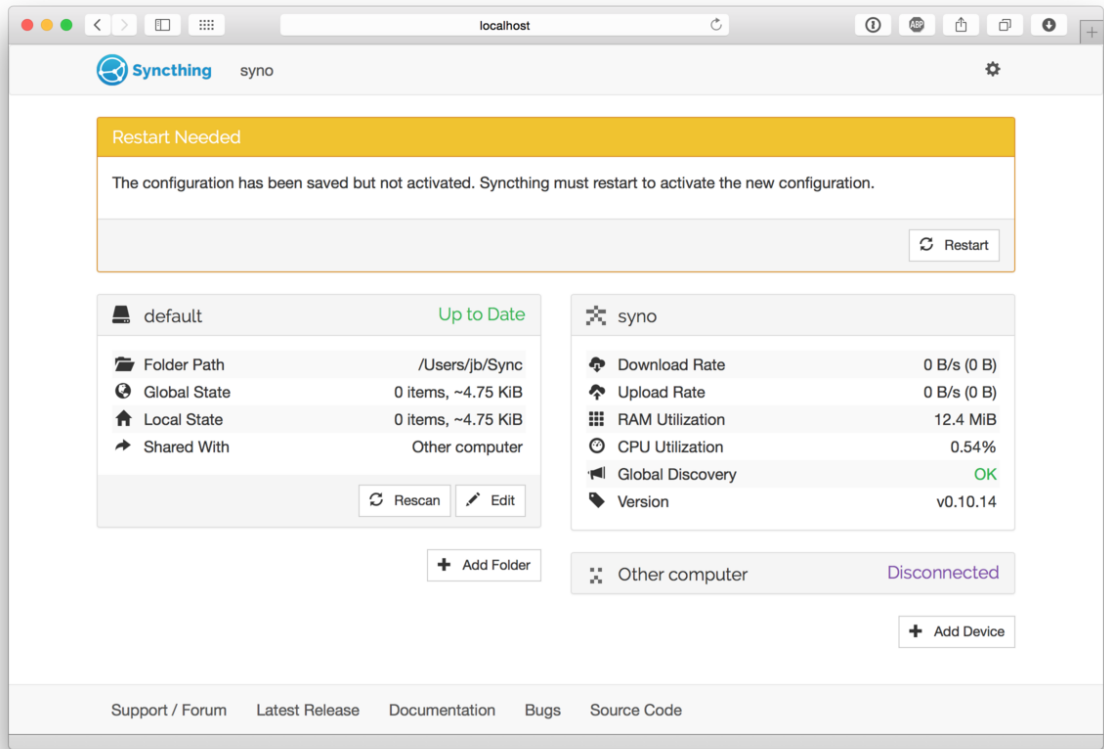 localhost
ABP
Syncthing syno
Restart Needed
The configuration has been saved but not activated. Syncthing must restart to activate the new configuration.
Restart
default Up to Date
Folder Path /Users/jb/Sync
Global State 0 items, ~4.75 KiB
Local State 0 items, ~4.75 KiB
Shared With Other computer
Rescan Edit
Add Folder
syno
Download Rate 0 B/s (0 B)
Upload Rate 0 B/s (0 B)
RAM Utilization 12.4 MiB
CPU Utilization 0.54%
Global Discovery OK
Version v0.10.14
Other computer Disconnected
Add Device
Support / Forum Latest Release Documentation Bugs Source Code